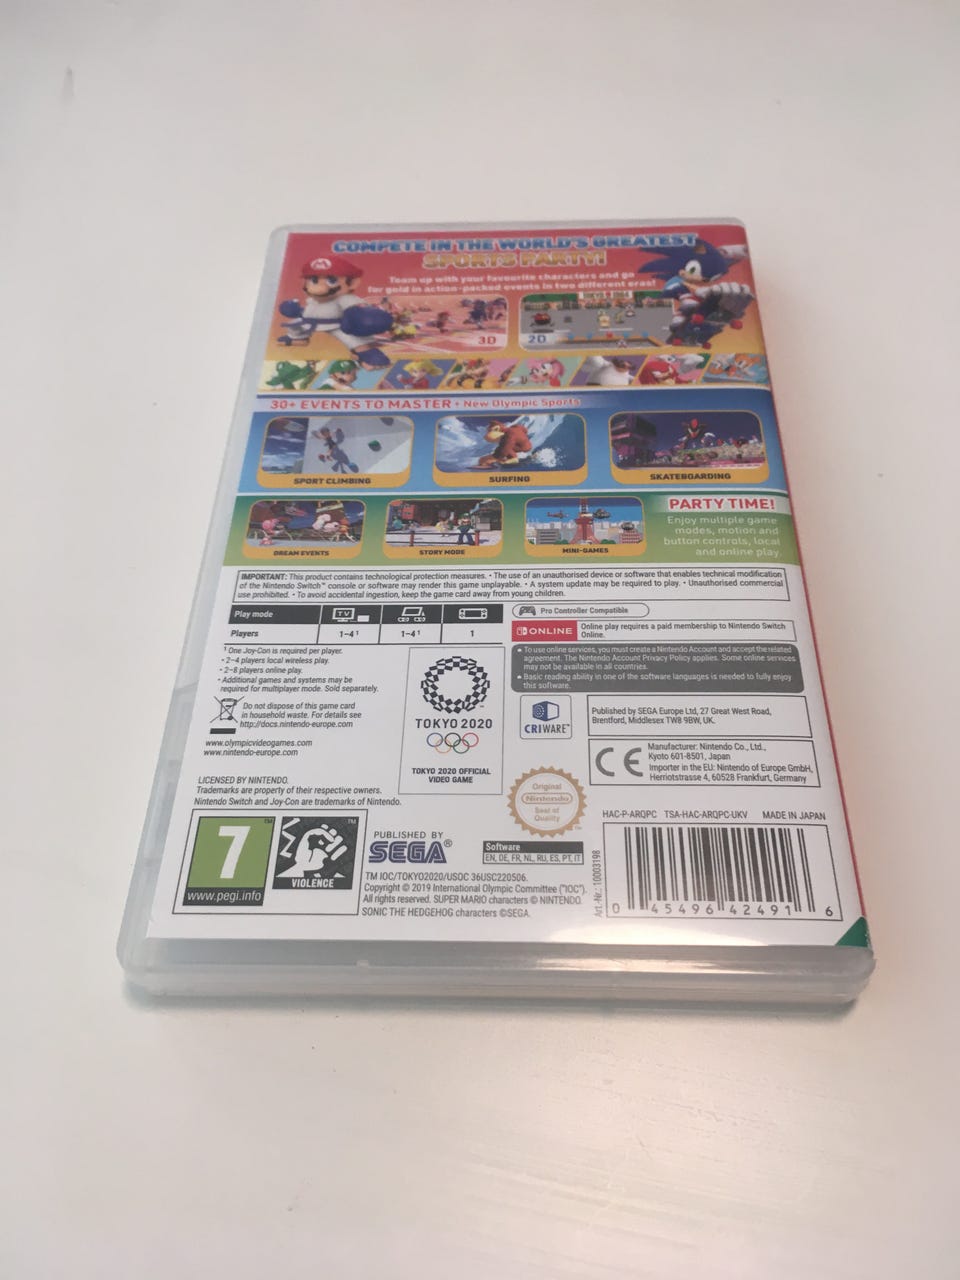 COMPETE IN THE WORLD'S GREATEST
SPORTS PARTY!
Team up with your favourite characters and go
for gold in action-packed events in two different eras!
3D
2D
30+ EVENTS TO MASTER + New Olympic Sports
SPORT CLIMBING
SURFING
SKATEBOARDING
DREAM EVENTS
STORY MODE
MINI-GAMES
PARTY TIME!
Enjoy multiple game
modes, motion and
button controls, local
and online play.
IMPORTANT: This product contains technological protection measures. • The use of an unauthorised device or software that enables technical modification
of the Nintendo Switch™ console or software may render this game unplayable. • A system update may be required to play. • Unauthorised commercial
use prohibited. • To avoid accidental ingestion, keep the game card away from young children.
Play mode
TV
Players
1–4¹
1–4¹
1
Pro Controller Compatible
ONLINE
Online play requires a paid membership to Nintendo Switch
Online.
¹ One Joy-Con is required per player.
• 2–4 players local wireless play.
• 2–8 players online play.
• Additional games and systems may be
required for multiplayer mode. Sold separately.
• To use online services, you must create a Nintendo Account and accept the related
agreement. The Nintendo Account Privacy Policy applies. Some online services
may not be available in all countries.
• Basic reading ability in one of the software languages is needed to fully enjoy
this software.
Do not dispose of this game card
in household waste. For details see
http://docs.nintendo-europe.com
www.olympicvideogames.com
www.nintendo-europe.com
TOKYO 2020
TOKYO 2020 OFFICIAL
VIDEO GAME
CRIWARE™
Published by SEGA Europe Ltd, 27 Great West Road,
Brentford, Middlesex TW8 9BW, UK.
CE
Manufacturer: Nintendo Co., Ltd.,
Kyoto 601-8501, Japan
Importer in the EU: Nintendo of Europe GmbH,
Herriotstrasse 4, 60528 Frankfurt, Germany
LICENSED BY NINTENDO.
Trademarks are property of their respective owners.
Nintendo Switch and Joy-Con are trademarks of Nintendo.
Original
Nintendo
Seal of
Quality
TM
HAC-P-ARQPC TSA-HAC-ARQPC-UKV MADE IN JAPAN
7
TM
www.pegi.info
TM
VIOLENCE
PUBLISHED BY
SEGA®
Software
EN, DE, FR, NL, RU, ES, PT, IT
TM IOC/TOKYO2020/USOC 36USC220506.
Copyright © 2019 International Olympic Committee ("IOC").
All rights reserved. SUPER MARIO characters © NINTENDO.
SONIC THE HEDGEHOG characters ©SEGA.
Art.-Nr.: 10003198
0 45496 42491 6